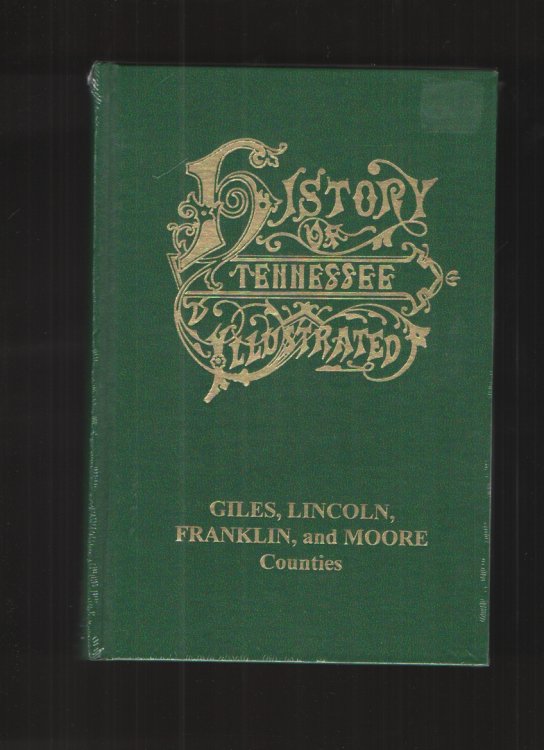 HISTORY
OF
TENNESSEE
ILLUSTRATED
GILES, LINCOLN,
FRANKLIN, and MOORE
Counties